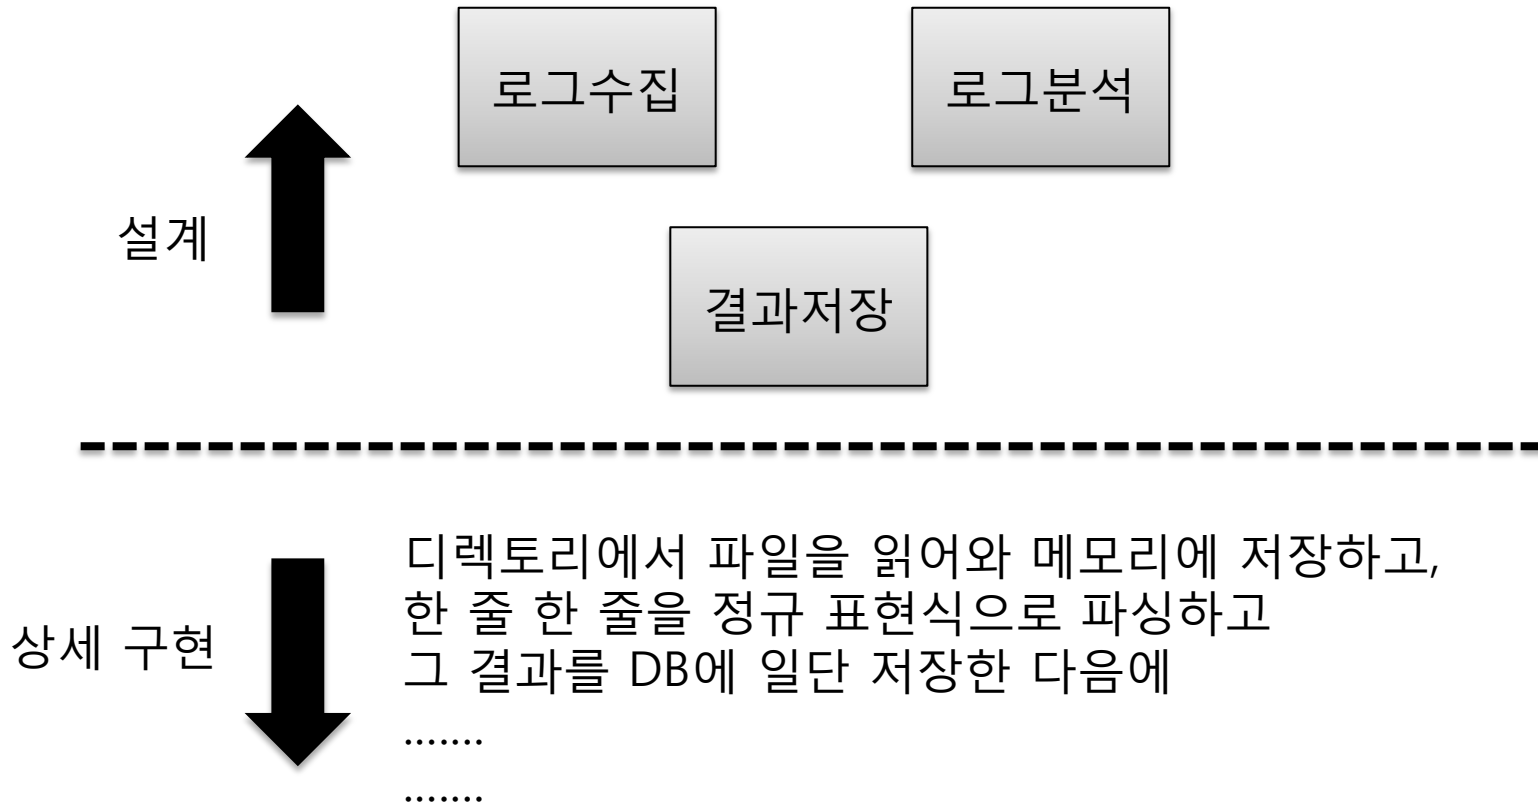 로그수집
로그분석
설계
결과저장
디렉토리에서 파일을 읽어와 메모리에 저장하고,
한 줄 한 줄을 정규 표현식으로 파싱하고
상세 구현
그 결과를 DB에 일단 저장한 다음에
.......
.......